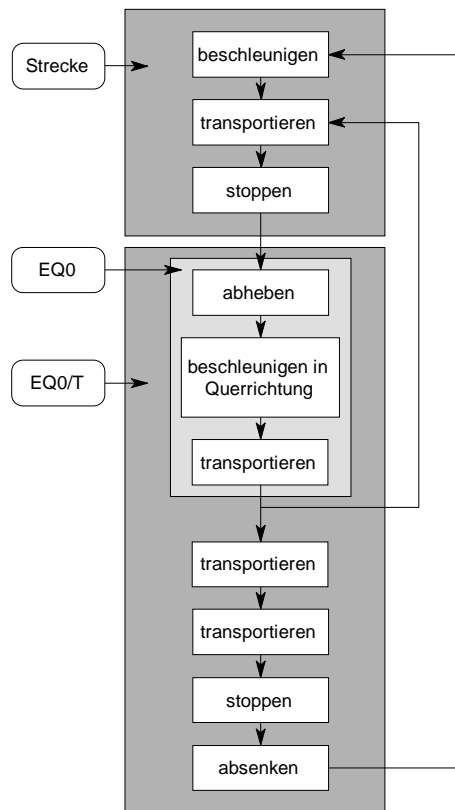 beschleunigen
Strecke
transportieren
stoppen
EQ0
abheben
beschleunigen in
Querrichtung
EQ0/T
transportieren
transportieren
transportieren
stoppen
absenken